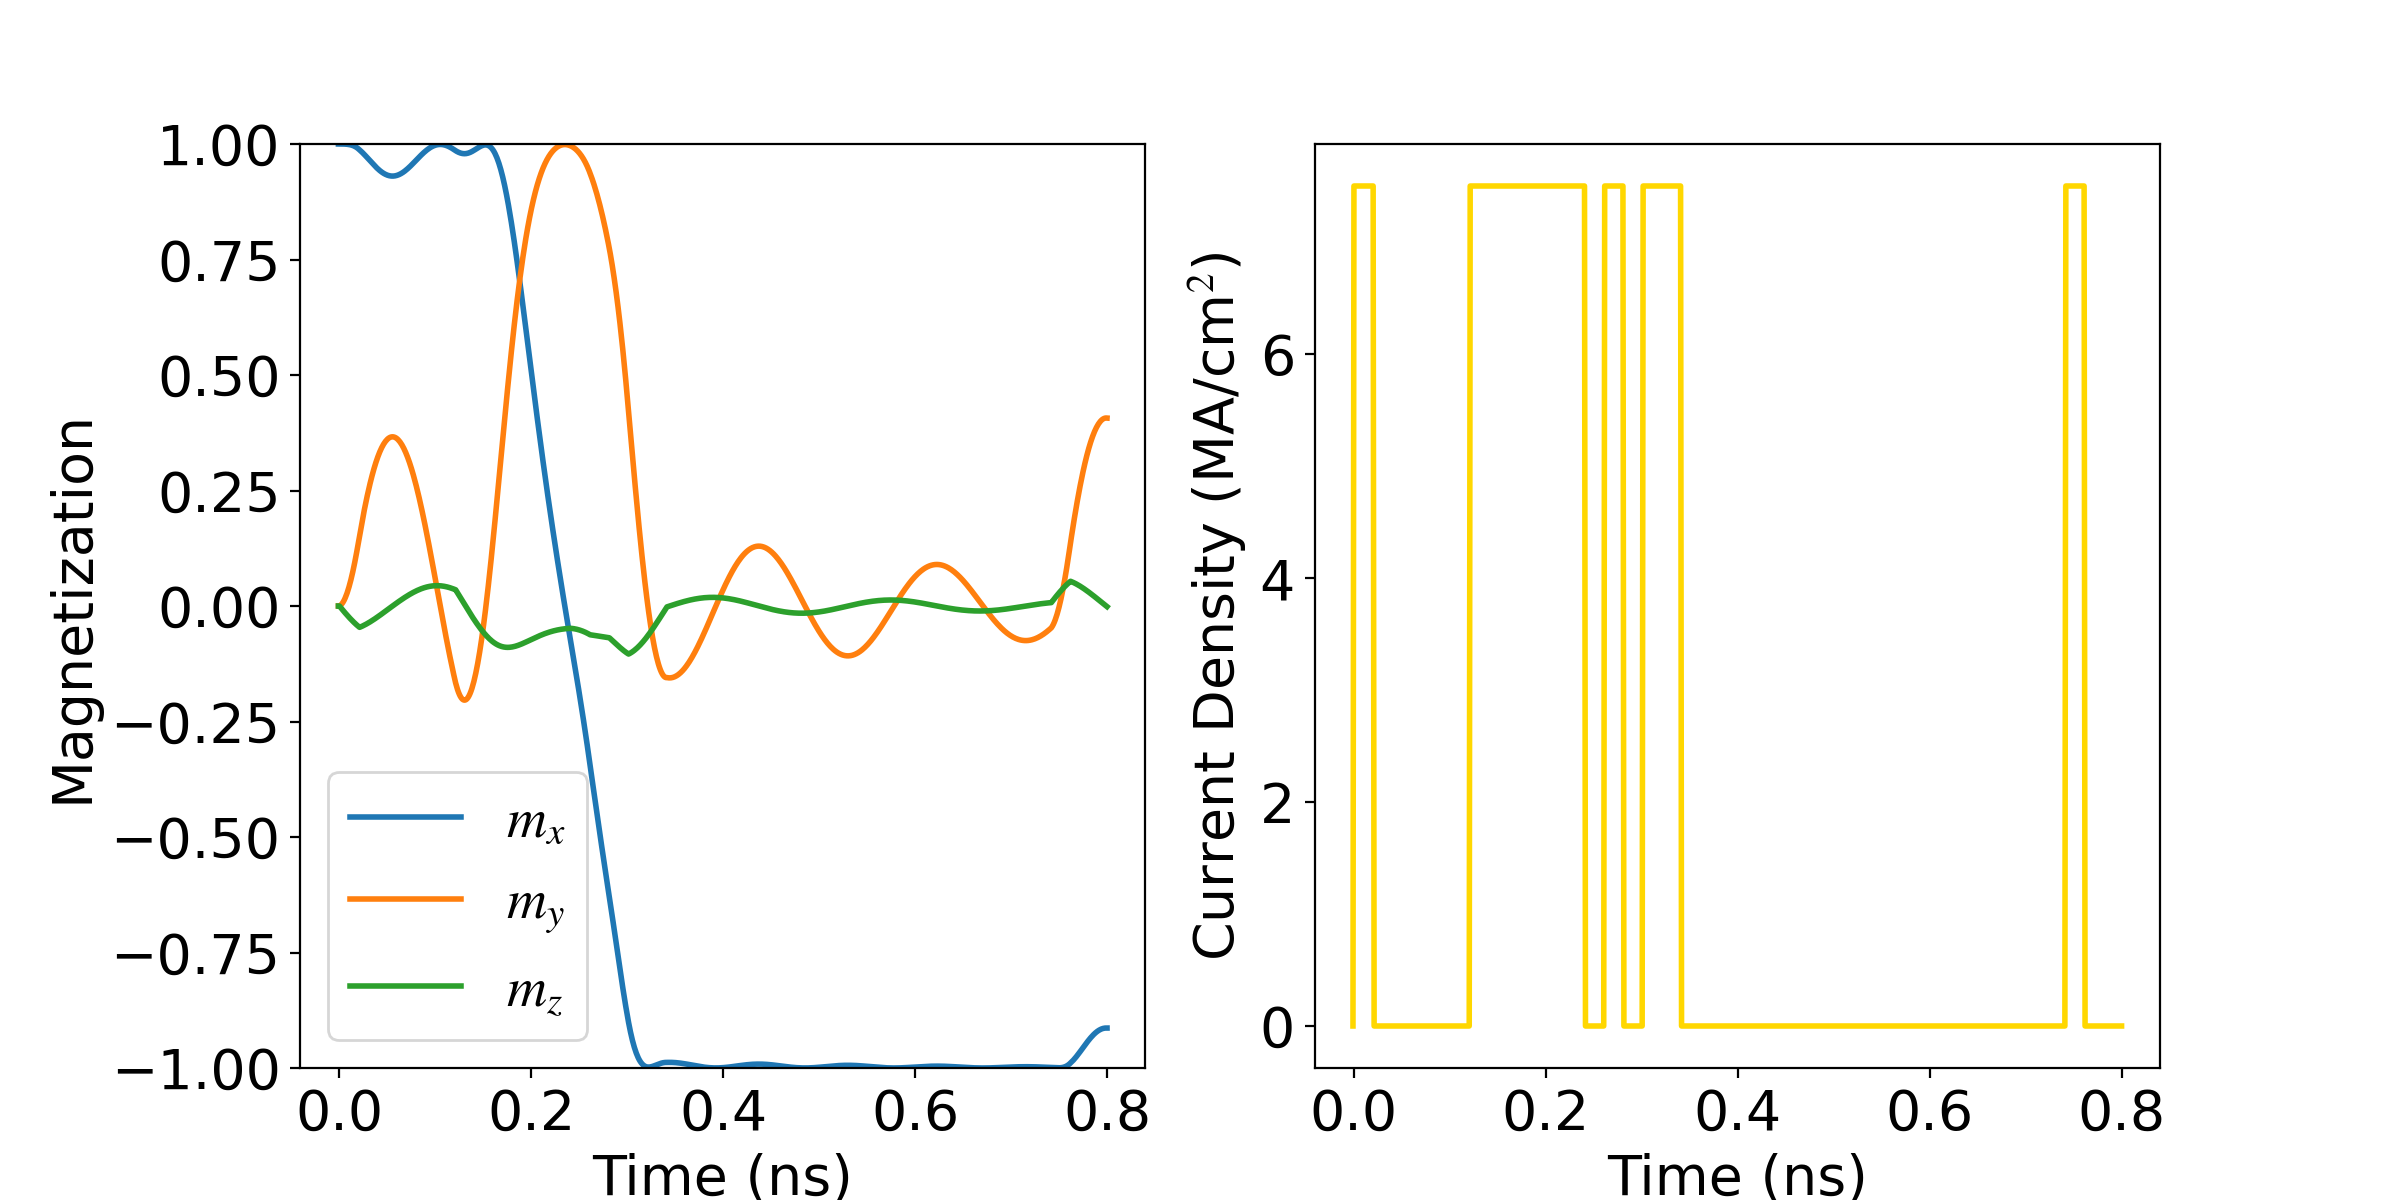 1.00
0.75
0.50
0.25
0.00
−0.25
−0.50
−0.75
−1.00
Magnetization
m_x
m_y
m_z
0.0 0.2 0.4 0.6 0.8
Time (ns)
6
4
2
0
Current Density (MA/cm²)
0.0 0.2 0.4 0.6 0.8
Time (ns)